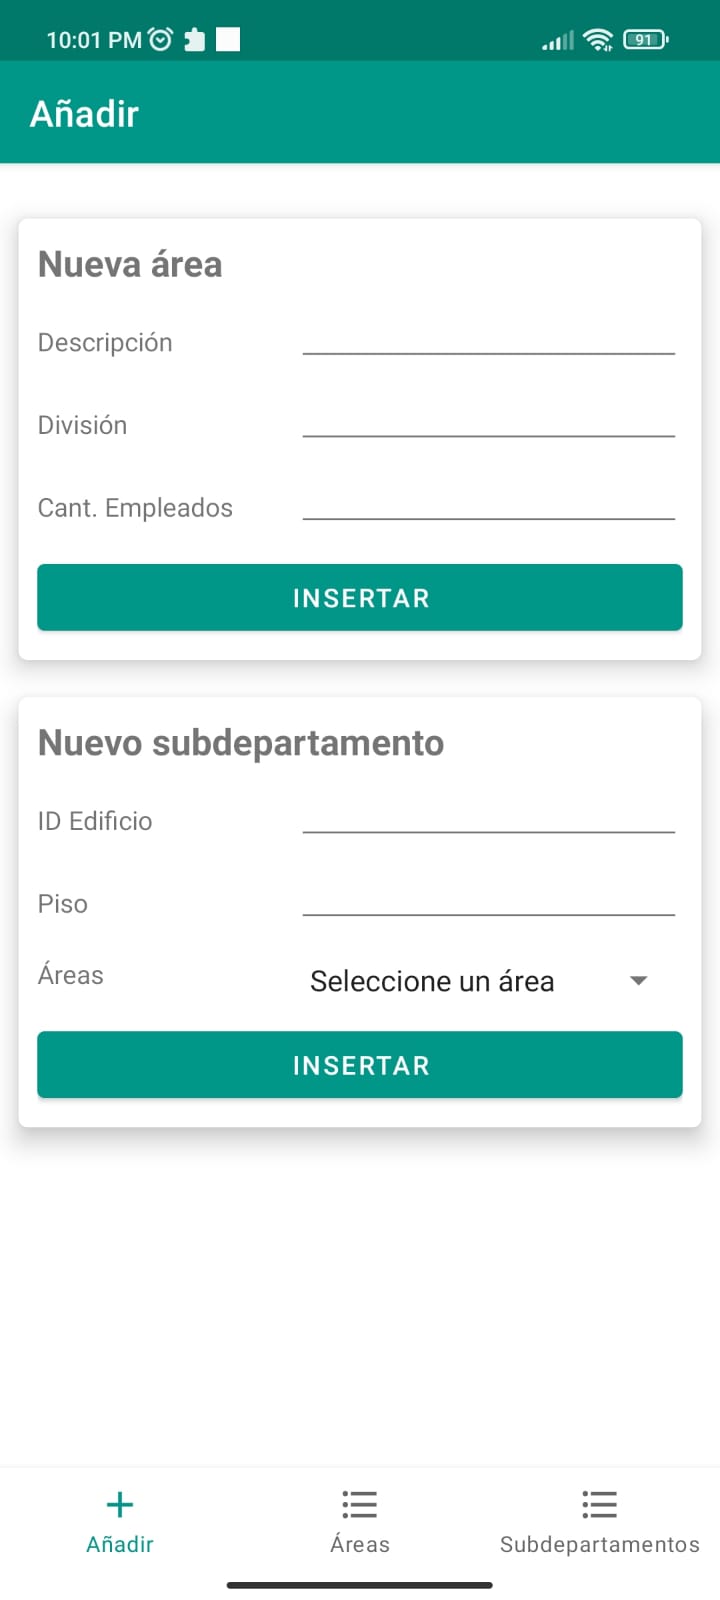 10:01 PM
91
Añadir
Nueva área
Descripción
División
Cant. Empleados
INSERTAR
Nuevo subdepartamento
ID Edificio
Piso
Áreas
Seleccione un área
INSERTAR
Añadir
Áreas
Subdepartamentos